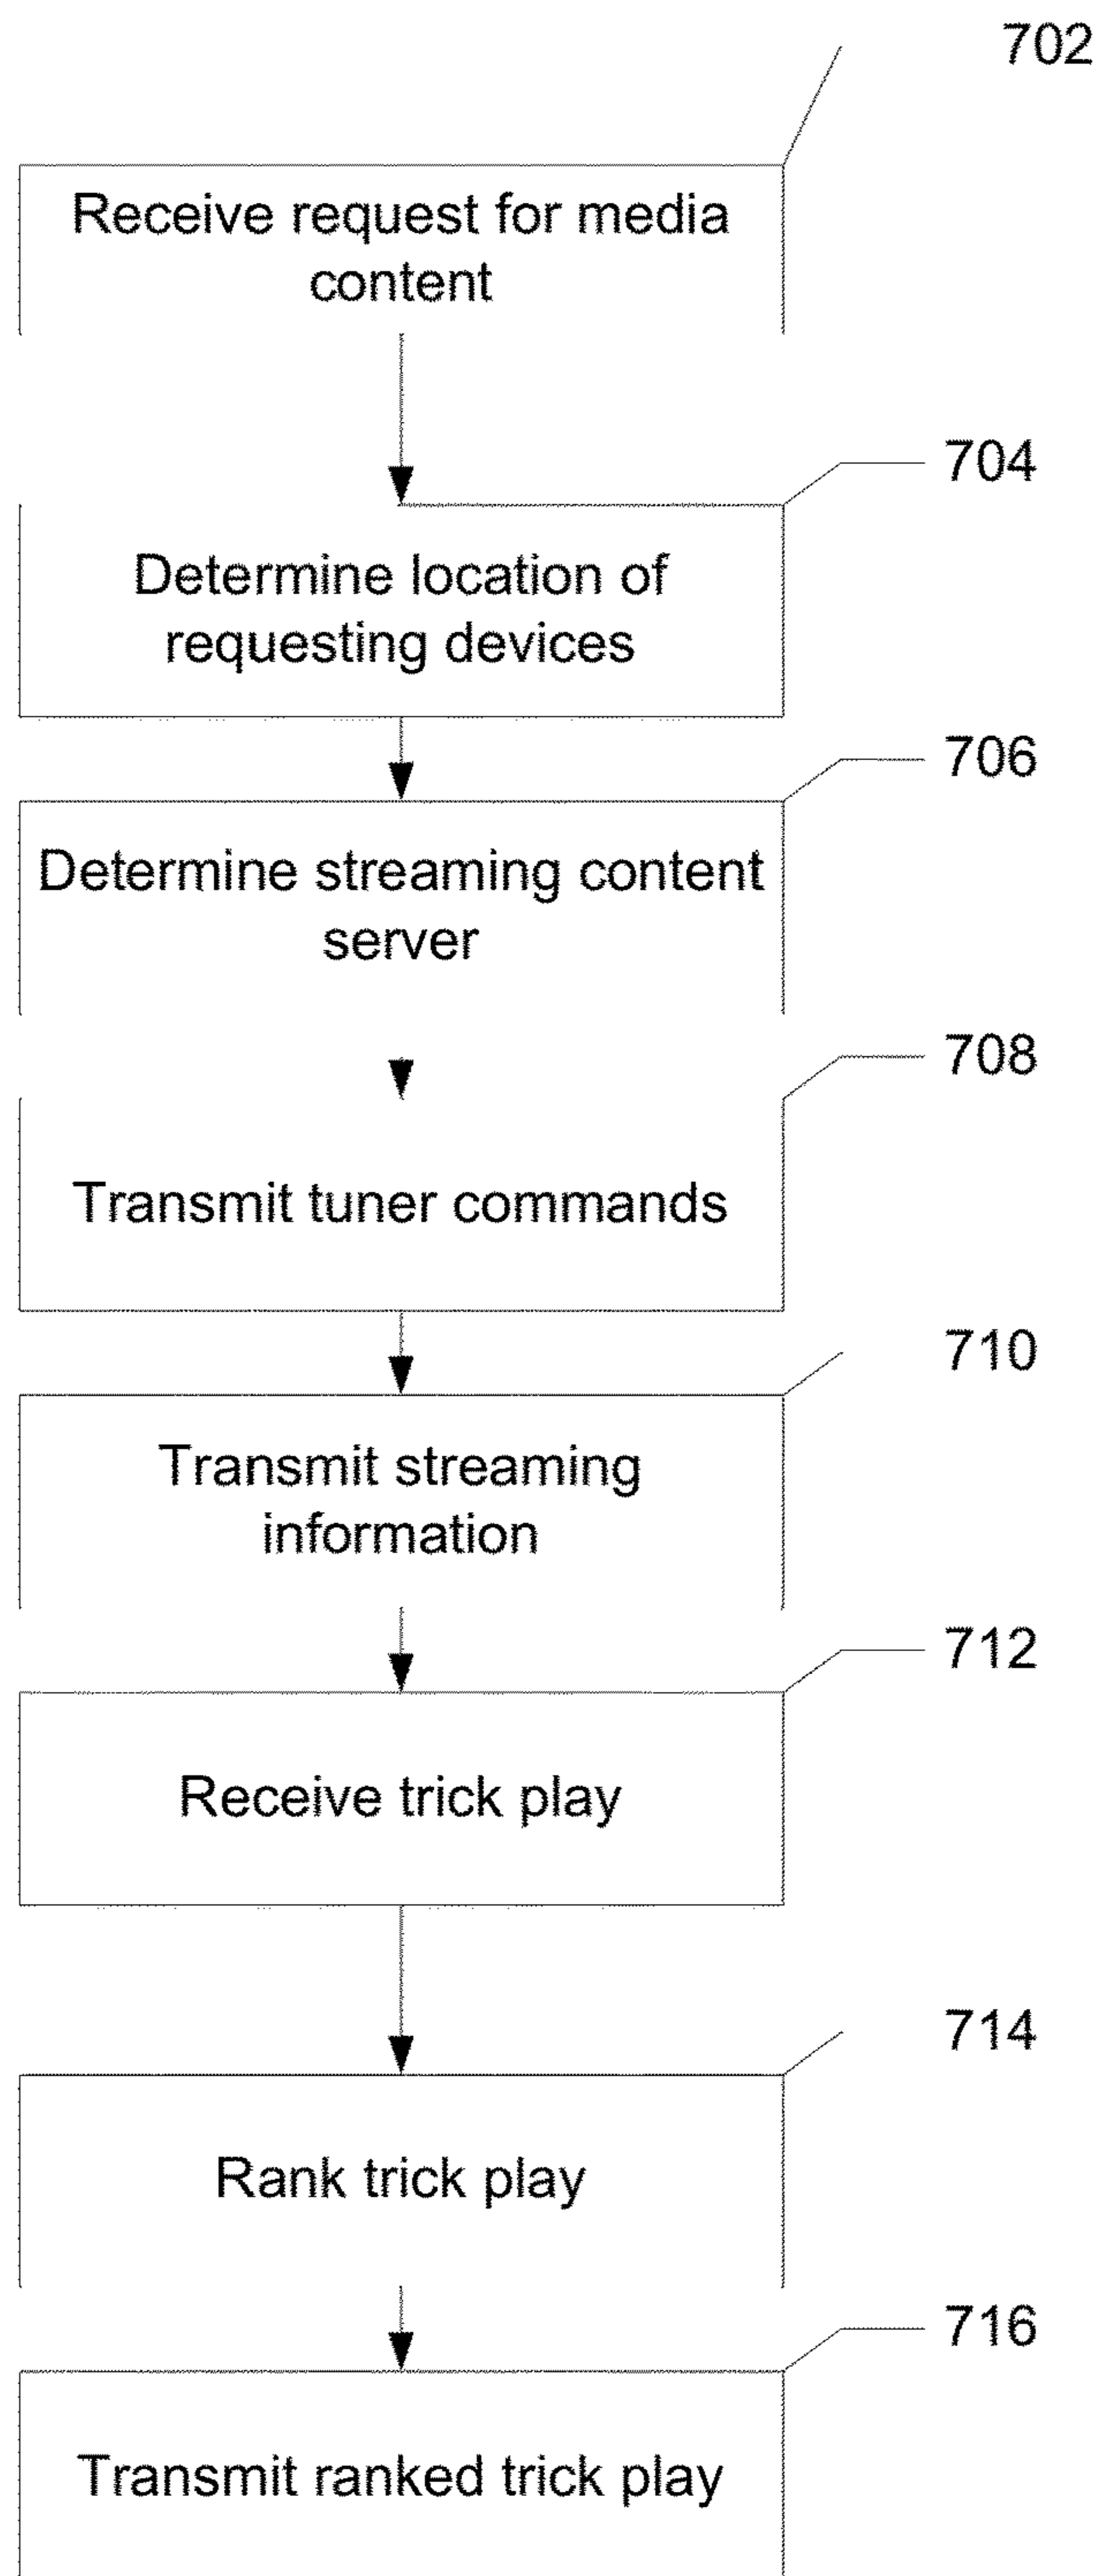 702
Receive request for media
content
704
Determine location of
requesting devices
706
Determine streaming content
server
708
Transmit tuner commands
710
Transmit streaming
information
712
Receive trick play
714
Rank trick play
716
Transmit ranked trick play